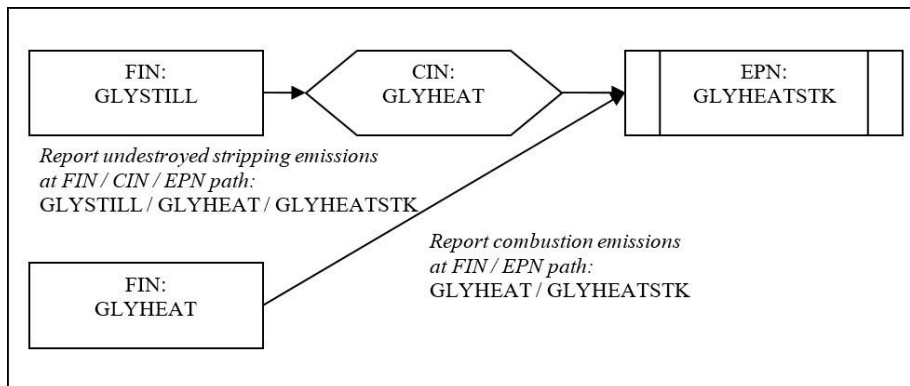 FIN:
GLYSTILL
CIN:
GLYHEAT
EPN:
GLYHEATSTK
Report undestroyed stripping emissions
at FIN / CIN / EPN path:
GLYSTILL / GLYHEAT / GLYHEATSTK
Report combustion emissions
at FIN / EPN path:
GLYHEAT / GLYHEATSTK
FIN:
GLYHEAT